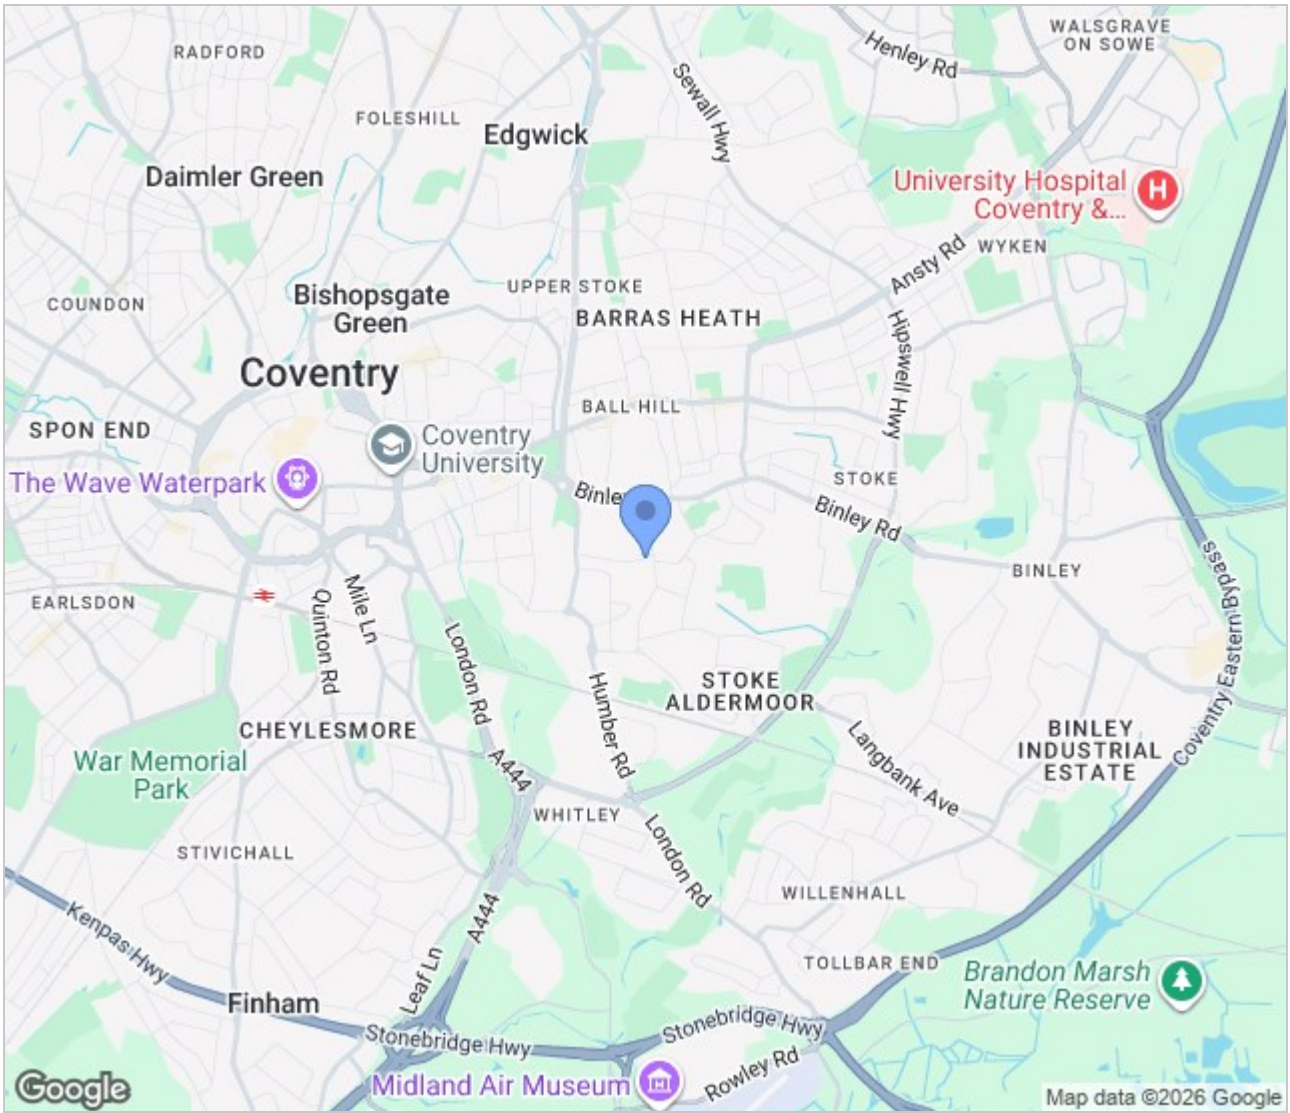 WALSGRAVE
ON SOWE
RADFORD
Henley Rd
Sewall Hwy
FOLESHILL
Edgwick
Daimler Green
University Hospital
Coventry &...
WYKEN
Ansty Rd
UPPER STOKE
Bishopsgate
Green
COUNDON
BARRAS HEATH
Hipswell Hwy
Coventry
BALL HILL
SPON END
Coventry
University
The Wave Waterpark
STOKE
Binley Rd
BINLEY
Coventry Eastern Bypass
EARLSDON
Mile Ln
Quinton Rd
London Rd
STOKE
ALDERMOOR
Humber Rd
CHEYLESMORE
BINLEY
INDUSTRIAL
ESTATE
War Memorial
Park
A444
Langbank Ave
WHITLEY
London Rd
STIVICHALL
WILLENHALL
A444
Kenpas Hwy
TOLLBAR END
Brandon Marsh
Nature Reserve
Leaf Ln
Finham
Stonebridge Hwy
Stonebridge Hwy
Rowley Rd
Midland Air Museum
Google
Map data ©2026 Google